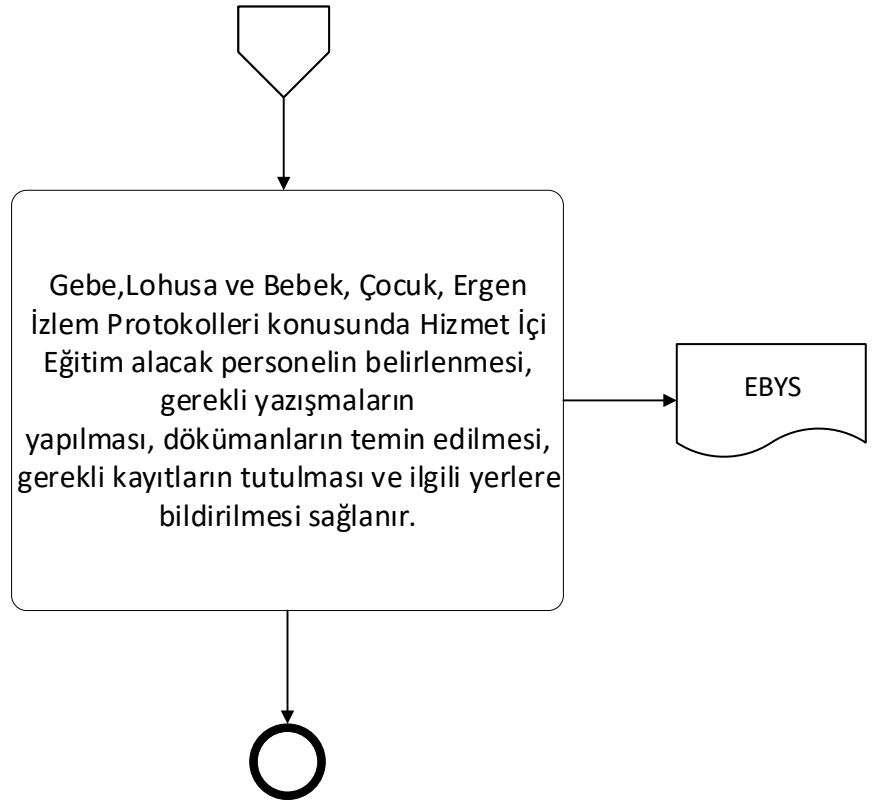 Gebe,Lohusa ve Bebek, Çocuk, Ergen
İzlem Protokolleri konusunda Hizmet İçi
Eğitim alacak personelin belirlenmesi,
gerekli yazışmaların
yapılması, dökümanların temin edilmesi,
gerekli kayıtların tutulması ve ilgili yerlere
bildirilmesi sağlanır.
EBYS